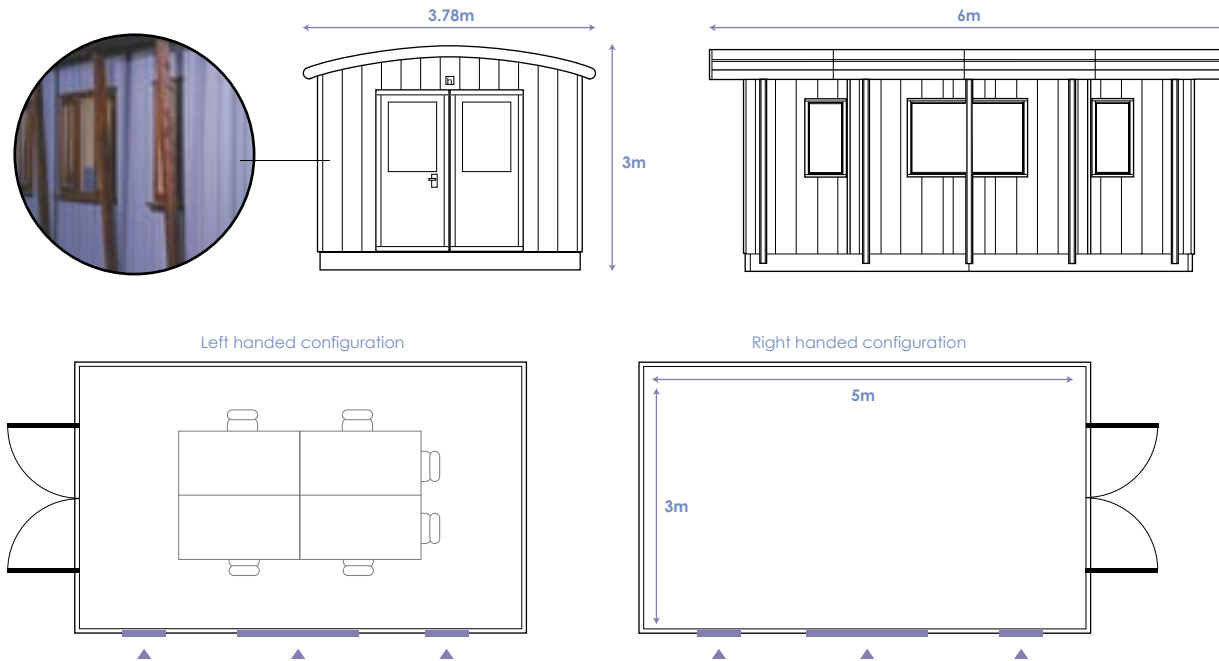 3.78m
6m
3m
Left handed configuration
Right handed configuration
5m
3m